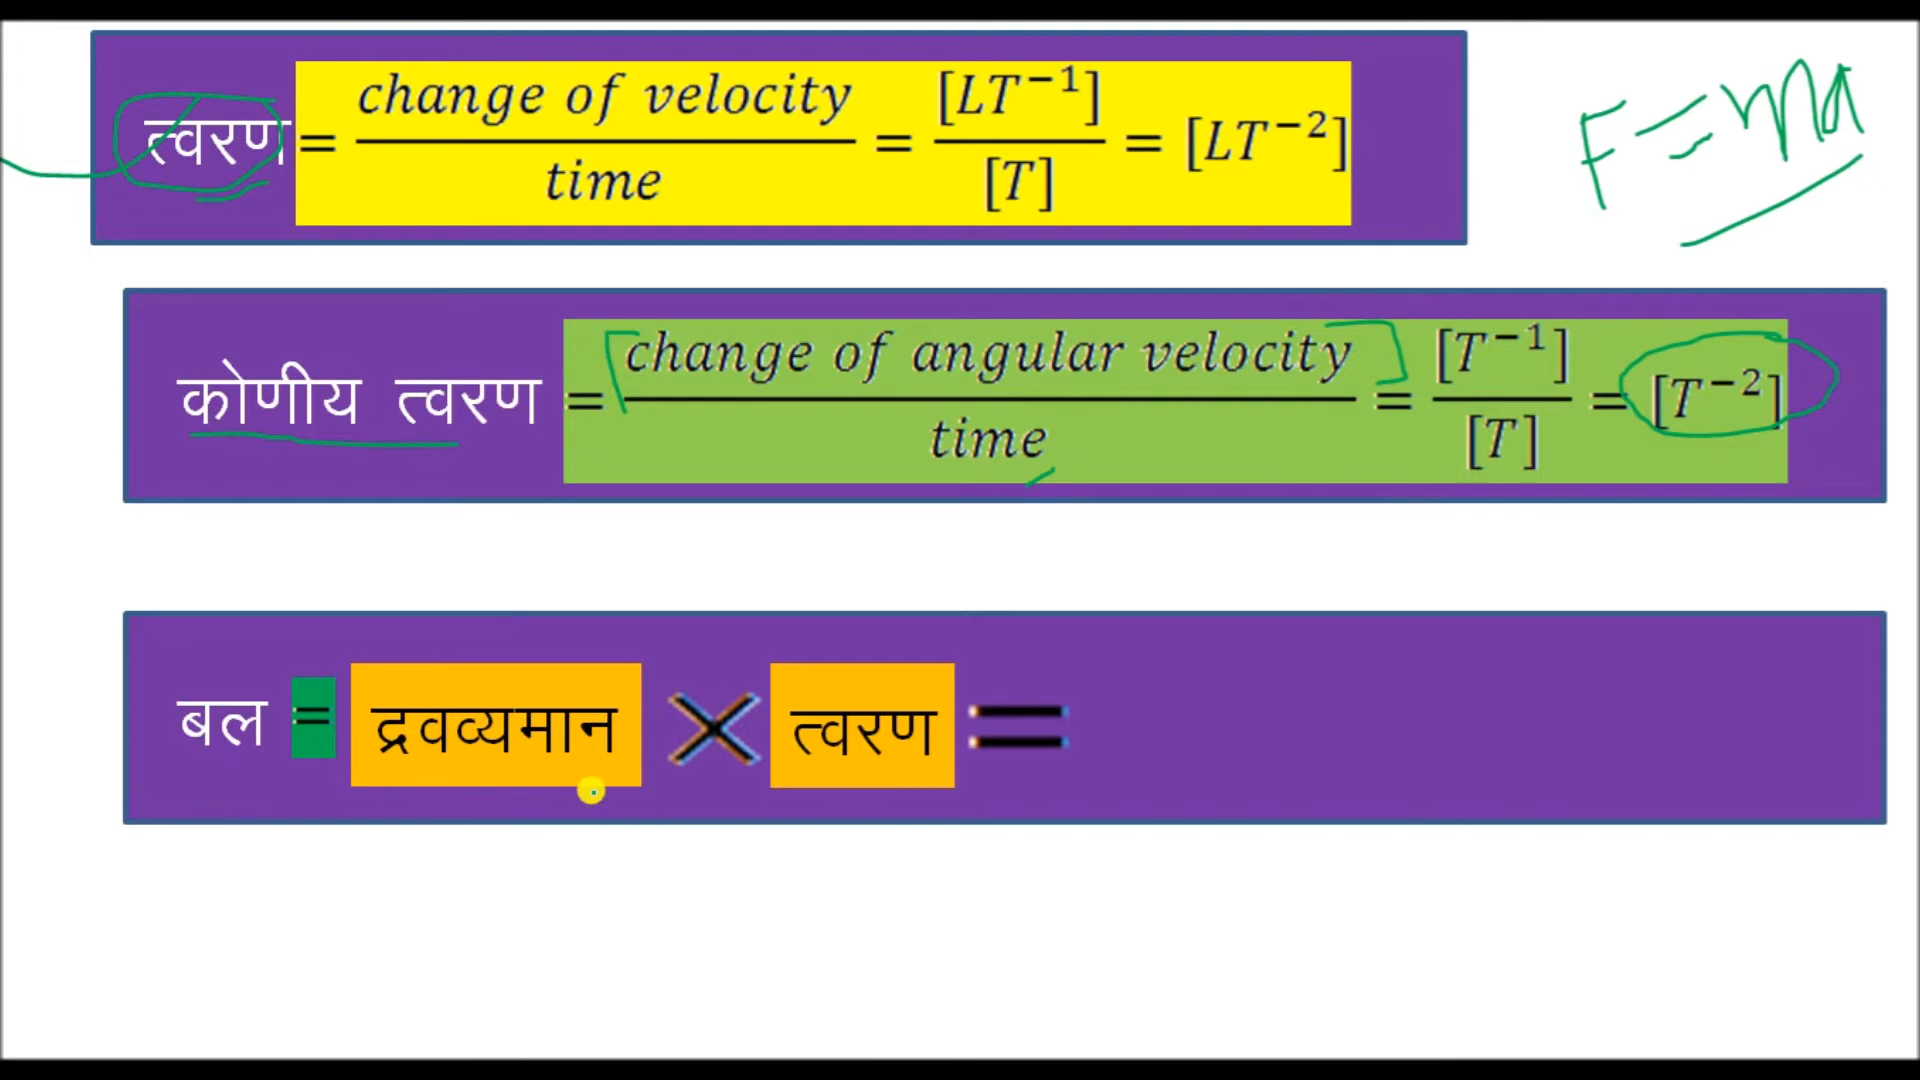 त्वरण = change of velocity / time = [LT⁻¹] / [T] = [LT⁻²]
F = ma
कोणीय त्वरण = change of angular velocity / time = [T⁻¹] / [T] = [T⁻²]
बल = द्रवव्यमान × त्वरण =